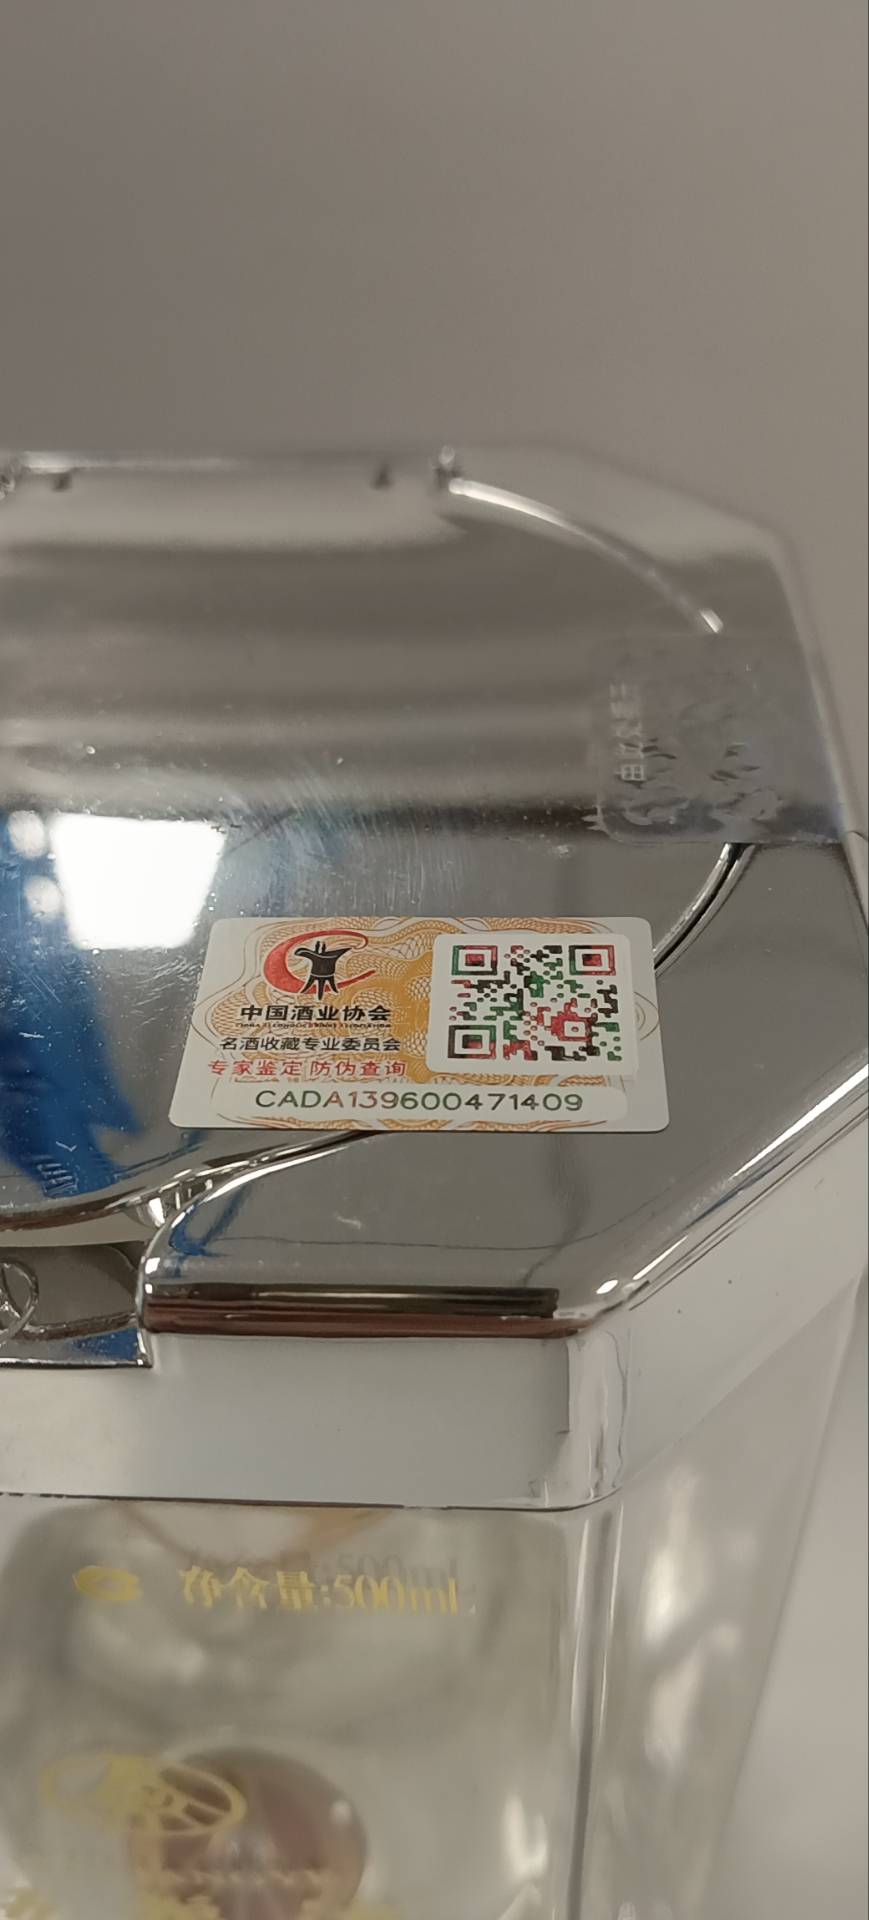 中国酒业协会
名酒收藏专业委员会
专家鉴定 防伪查询
CADA139600471409
净含量:500ml